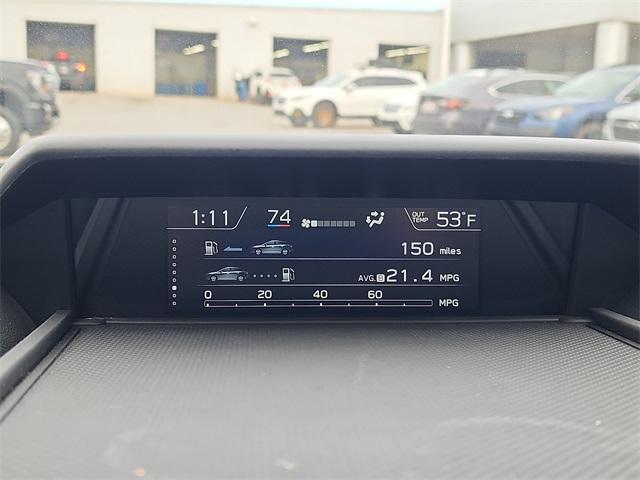 1:11 74 OUT TEMP 53°F
150 miles
AVG. B 21.4 MPG
0 20 40 60 MPG